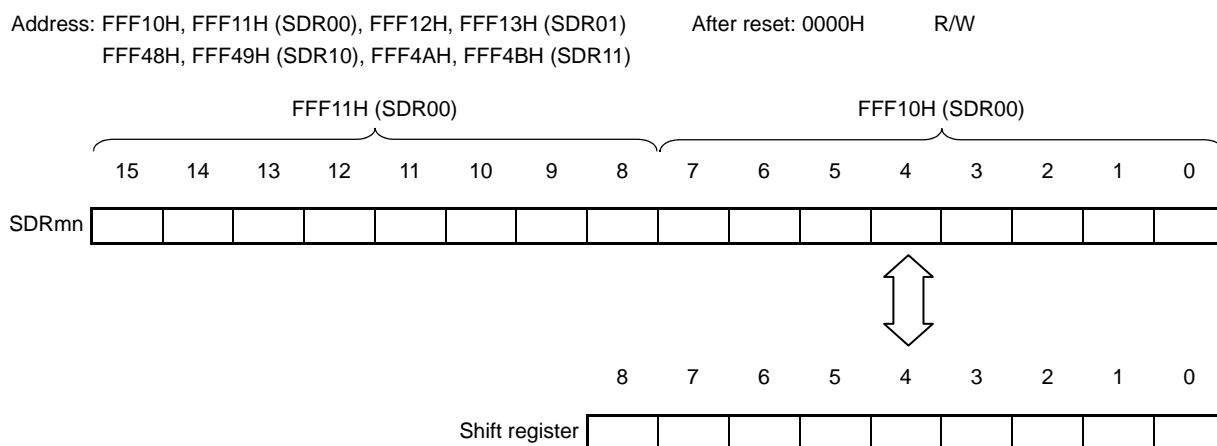 Address: FFF10H, FFF11H (SDR00), FFF12H, FFF13H (SDR01) After reset: 0000H R/W
FFF48H, FFF49H (SDR10), FFF4AH, FFF4BH (SDR11)
FFF11H (SDR00) FFF10H (SDR00)
15 14 13 12 11 10 9 8 7 6 5 4 3 2 1 0
SDRmn
8 7 6 5 4 3 2 1 0
Shift register